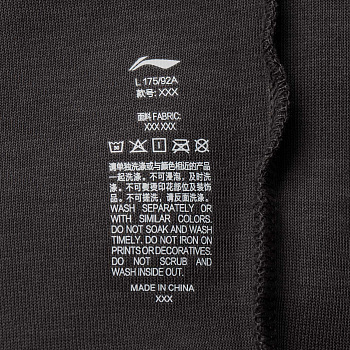 L 175/92A
款号: XXX
面料 FABRIC:
XXX XXX
请单独洗涤或与颜色相近的产品
一起洗涤。不可浸泡，及时洗
涤。不可熨烫印花部位及装饰
品。不可搓洗，请反面洗涤。
WASH SEPARATELY OR
WITH SIMILAR COLORS.
DO NOT SOAK AND WASH
TIMELY. DO NOT IRON ON
PRINTS OR DECORATIVES.
DO NOT SCRUB AND
WASH INSIDE OUT.
MADE IN CHINA
XXX